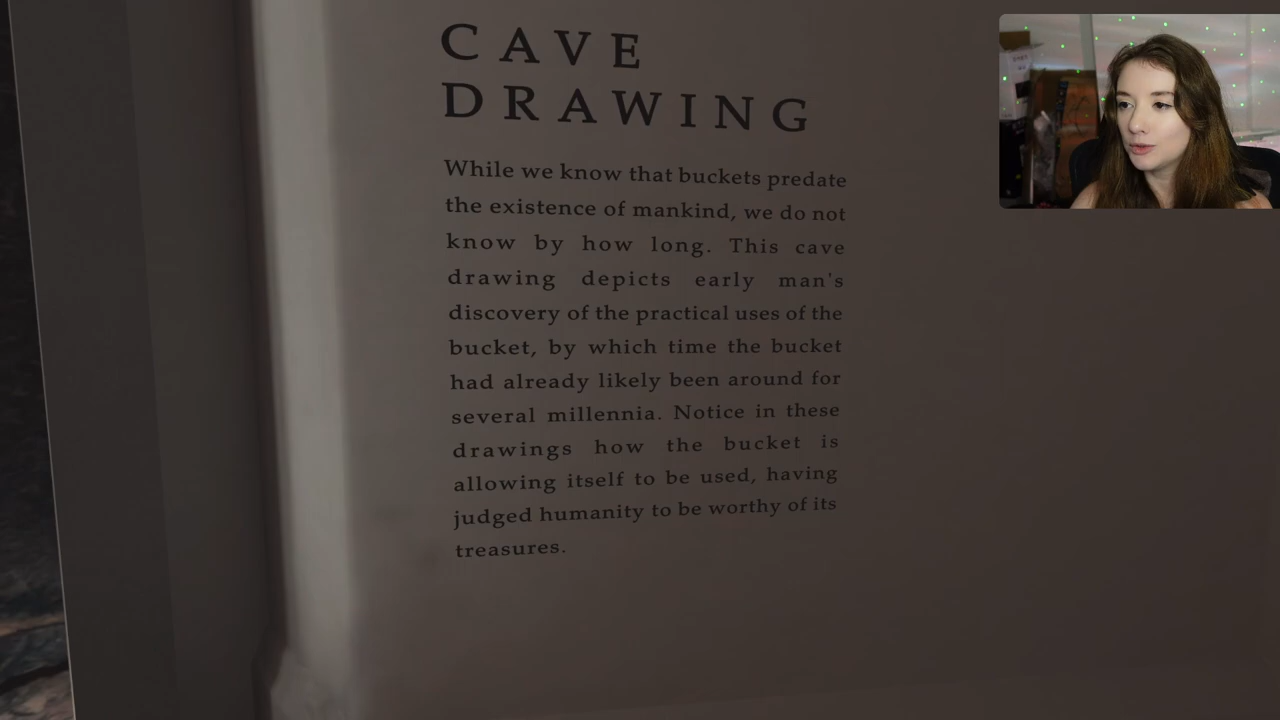 CAVE
DRAWING
While we know that buckets predate
the existence of mankind, we do not
know by how long. This cave
drawing depicts early man's
discovery of the practical uses of the
bucket, by which time the bucket
had already likely been around for
several millennia. Notice in these
drawings how the bucket is
allowing itself to be used, having
judged humanity to be worthy of its
treasures.